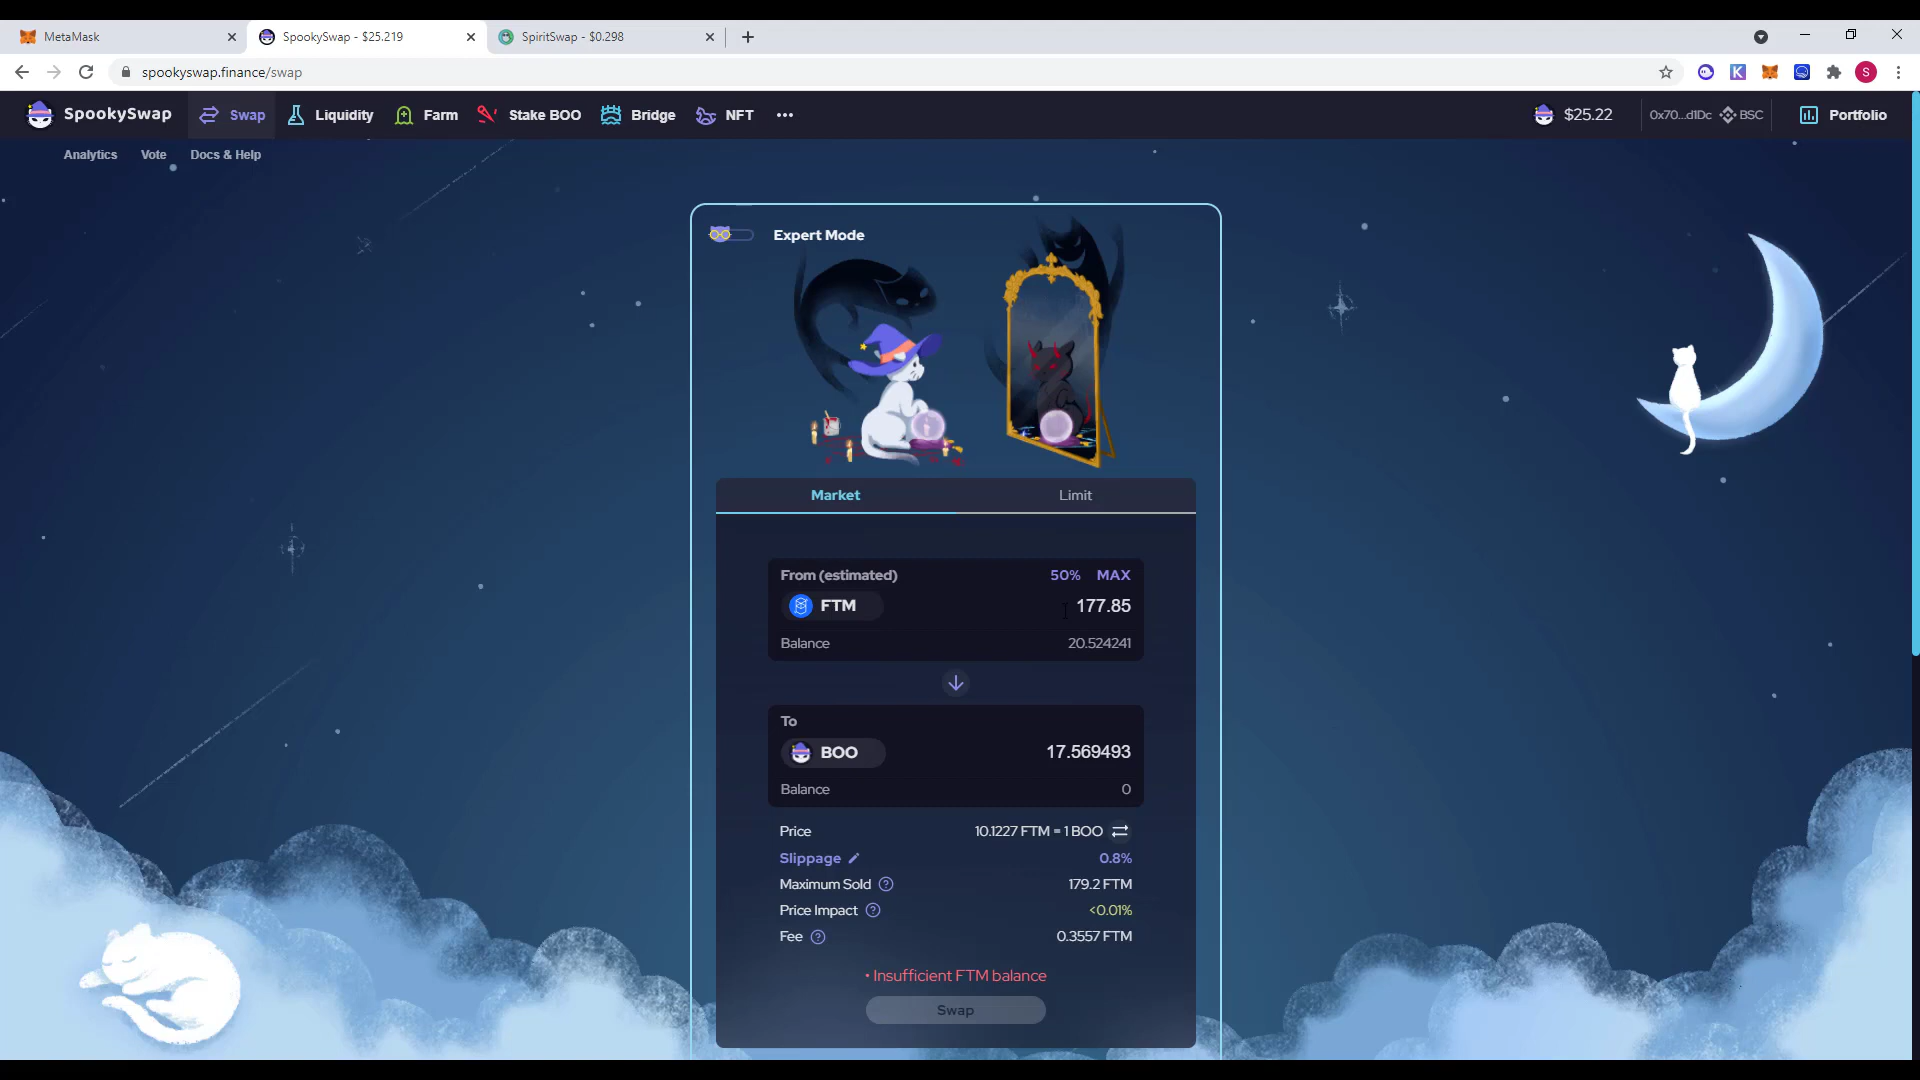 MetaMask
SpookySwap - $25.219
SpiritSwap - $0.298
spookyswap.finance/swap
K
S
SpookySwap
Swap
Liquidity
Farm
Stake BOO
Bridge
NFT
$25.22
0x70...d1Dc
BSC
Portfolio
Analytics
Vote
Docs & Help
Expert Mode
Market
Limit
From (estimated)
50%
MAX
FTM
177.85
Balance
20.524241
To
BOO
17.569493
Balance
0
Price
10.1227 FTM = 1 BOO
Slippage
0.8%
Maximum Sold
179.2 FTM
Price Impact
<0.01%
Fee
0.3557 FTM
• Insufficient FTM balance
Swap